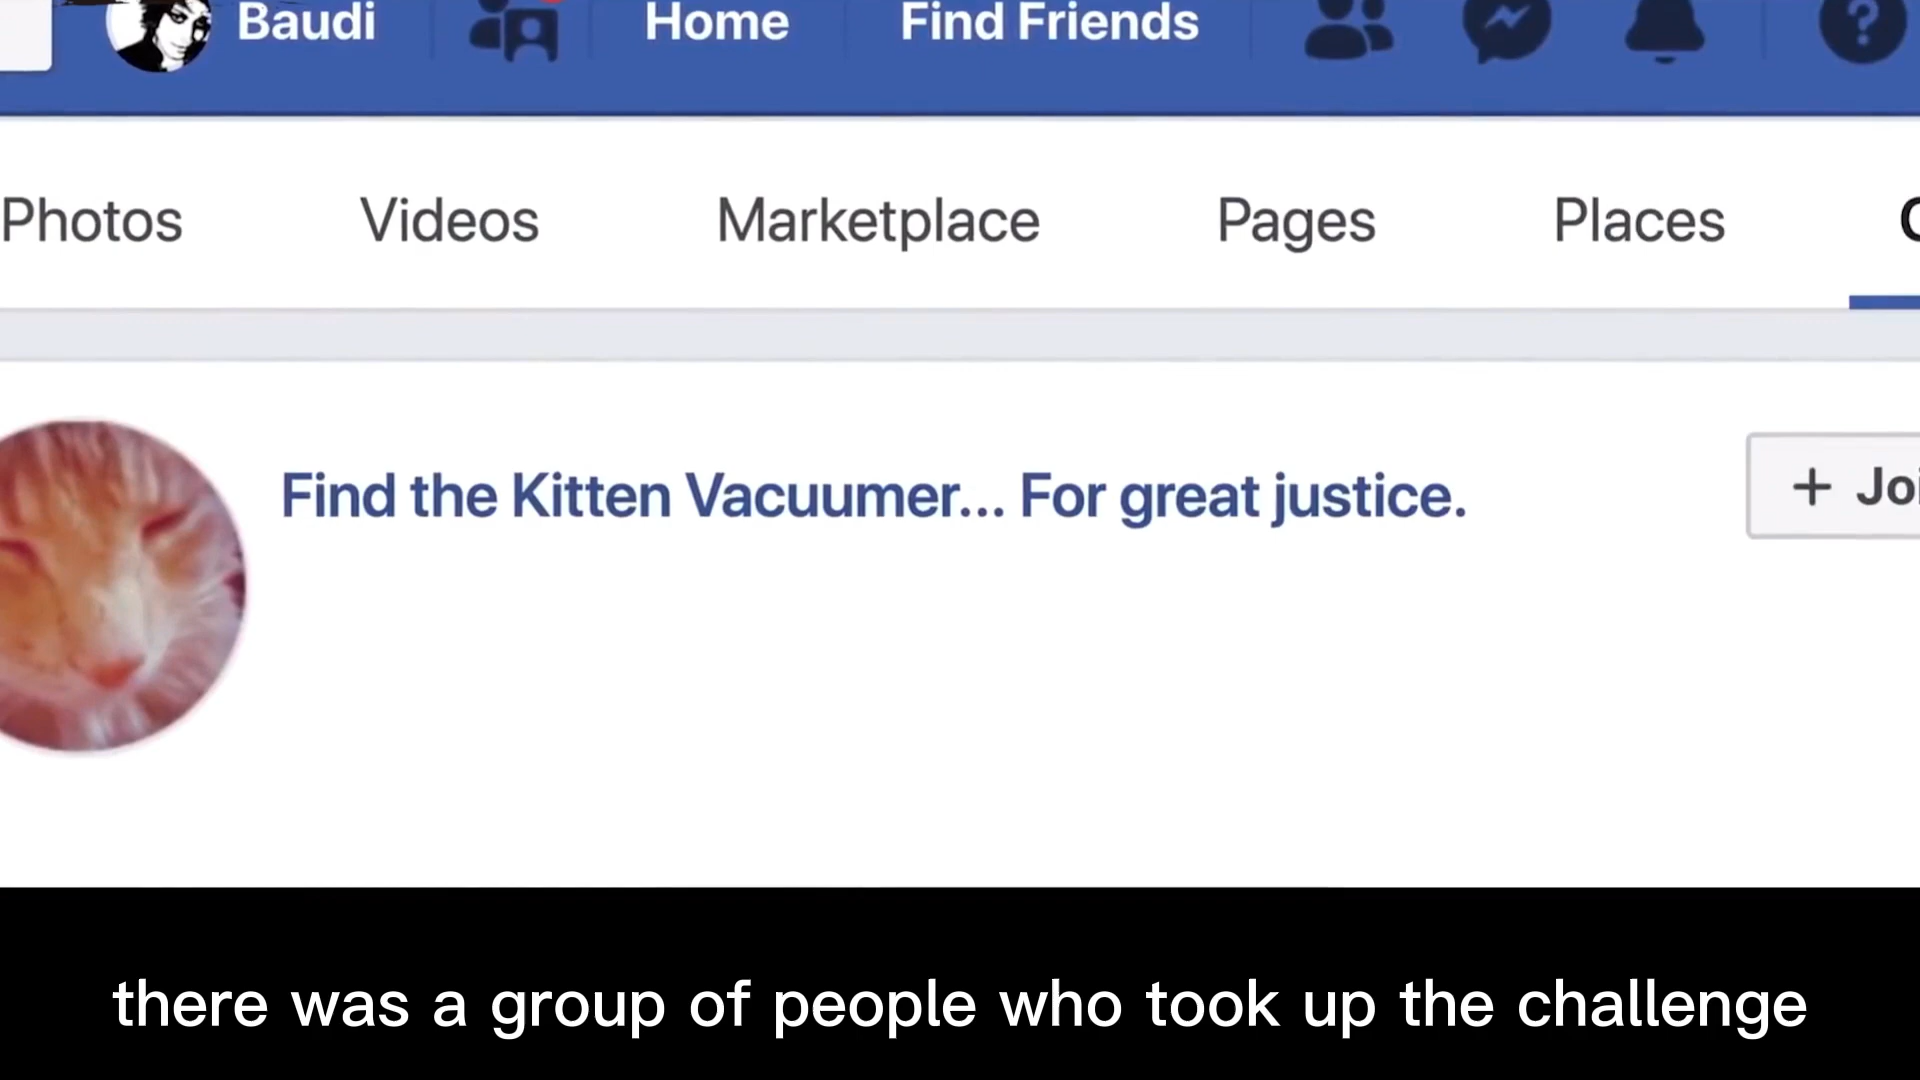 Baudi Home Find Friends
Photos Videos Marketplace Pages Places
Find the Kitten Vacuumer... For great justice.
+ Joi
there was a group of people who took up the challenge